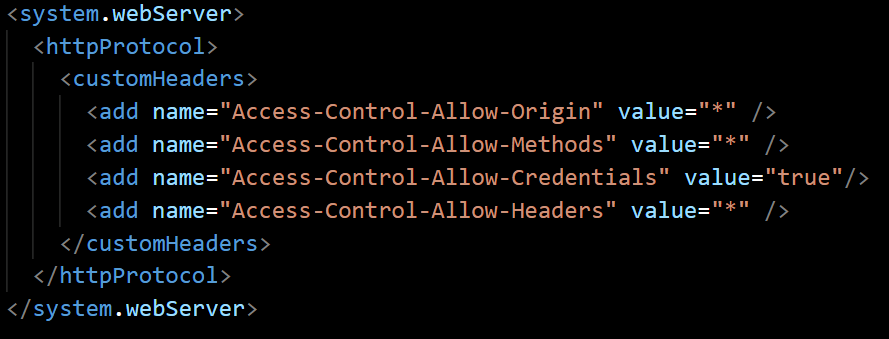 <system.webServer>
<httpProtocol>
<customHeaders>
<add name="Access-Control-Allow-Origin" value="*" />
<add name="Access-Control-Allow-Methods" value="*" />
<add name="Access-Control-Allow-Credentials" value="true"/>
<add name="Access-Control-Allow-Headers" value="*" />
</customHeaders>
</httpProtocol>
</system.webServer>